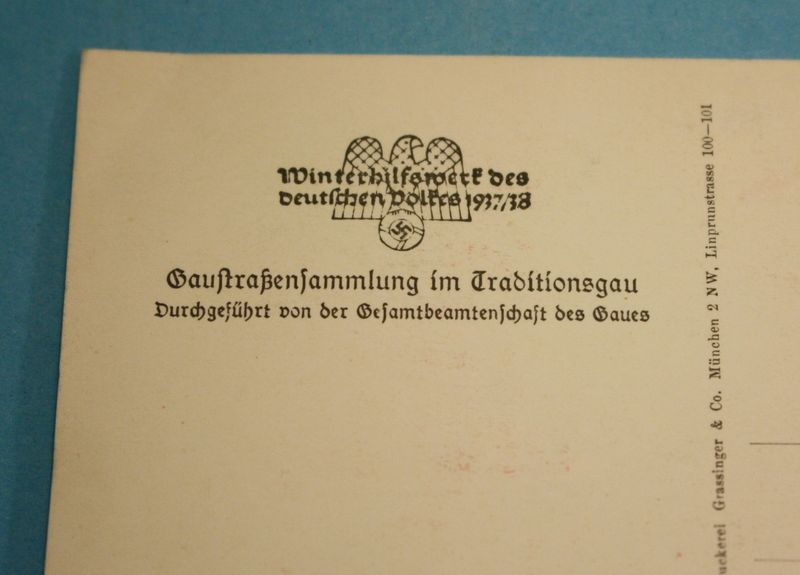 Winterhilfswerk des
deutschen Volkes 1937/38
Gaustraßensammlung im Traditionsgau
Durchgeführt von der Gesamtbeamtenschaft des Gaues
Grassinger & Co. München 2 NW, Linprunstrasse 100—101